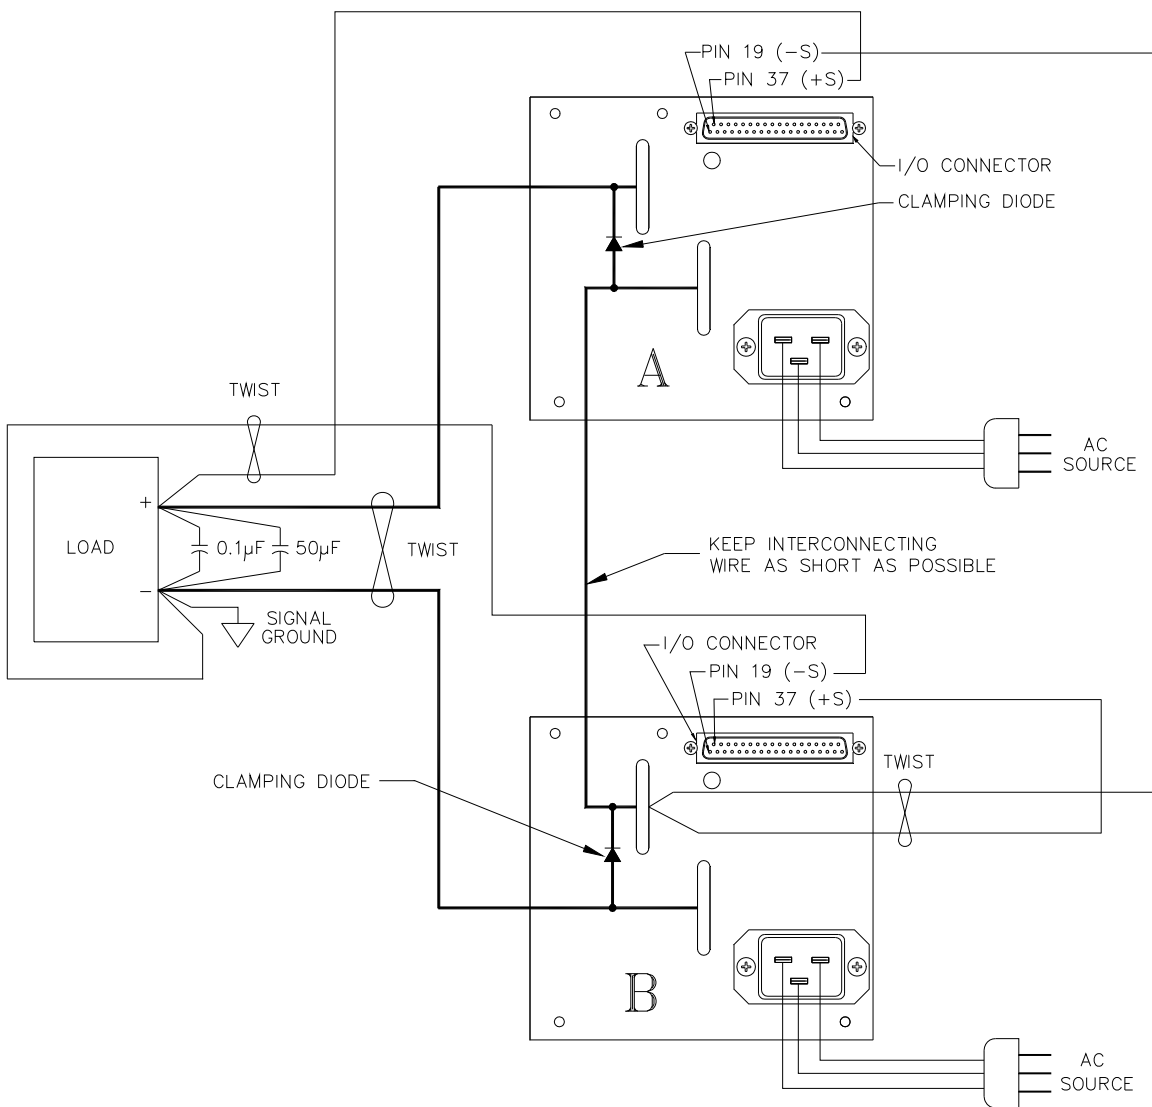 PIN 19 (-S)
PIN 37 (+S)
I/O CONNECTOR
CLAMPING DIODE
A
TWIST
AC
SOURCE
+
LOAD
0.1µF
50µF
TWIST
KEEP INTERCONNECTING
WIRE AS SHORT AS POSSIBLE
-
SIGNAL
GROUND
I/O CONNECTOR
PIN 19 (-S)
PIN 37 (+S)
TWIST
CLAMPING DIODE
B
AC
SOURCE